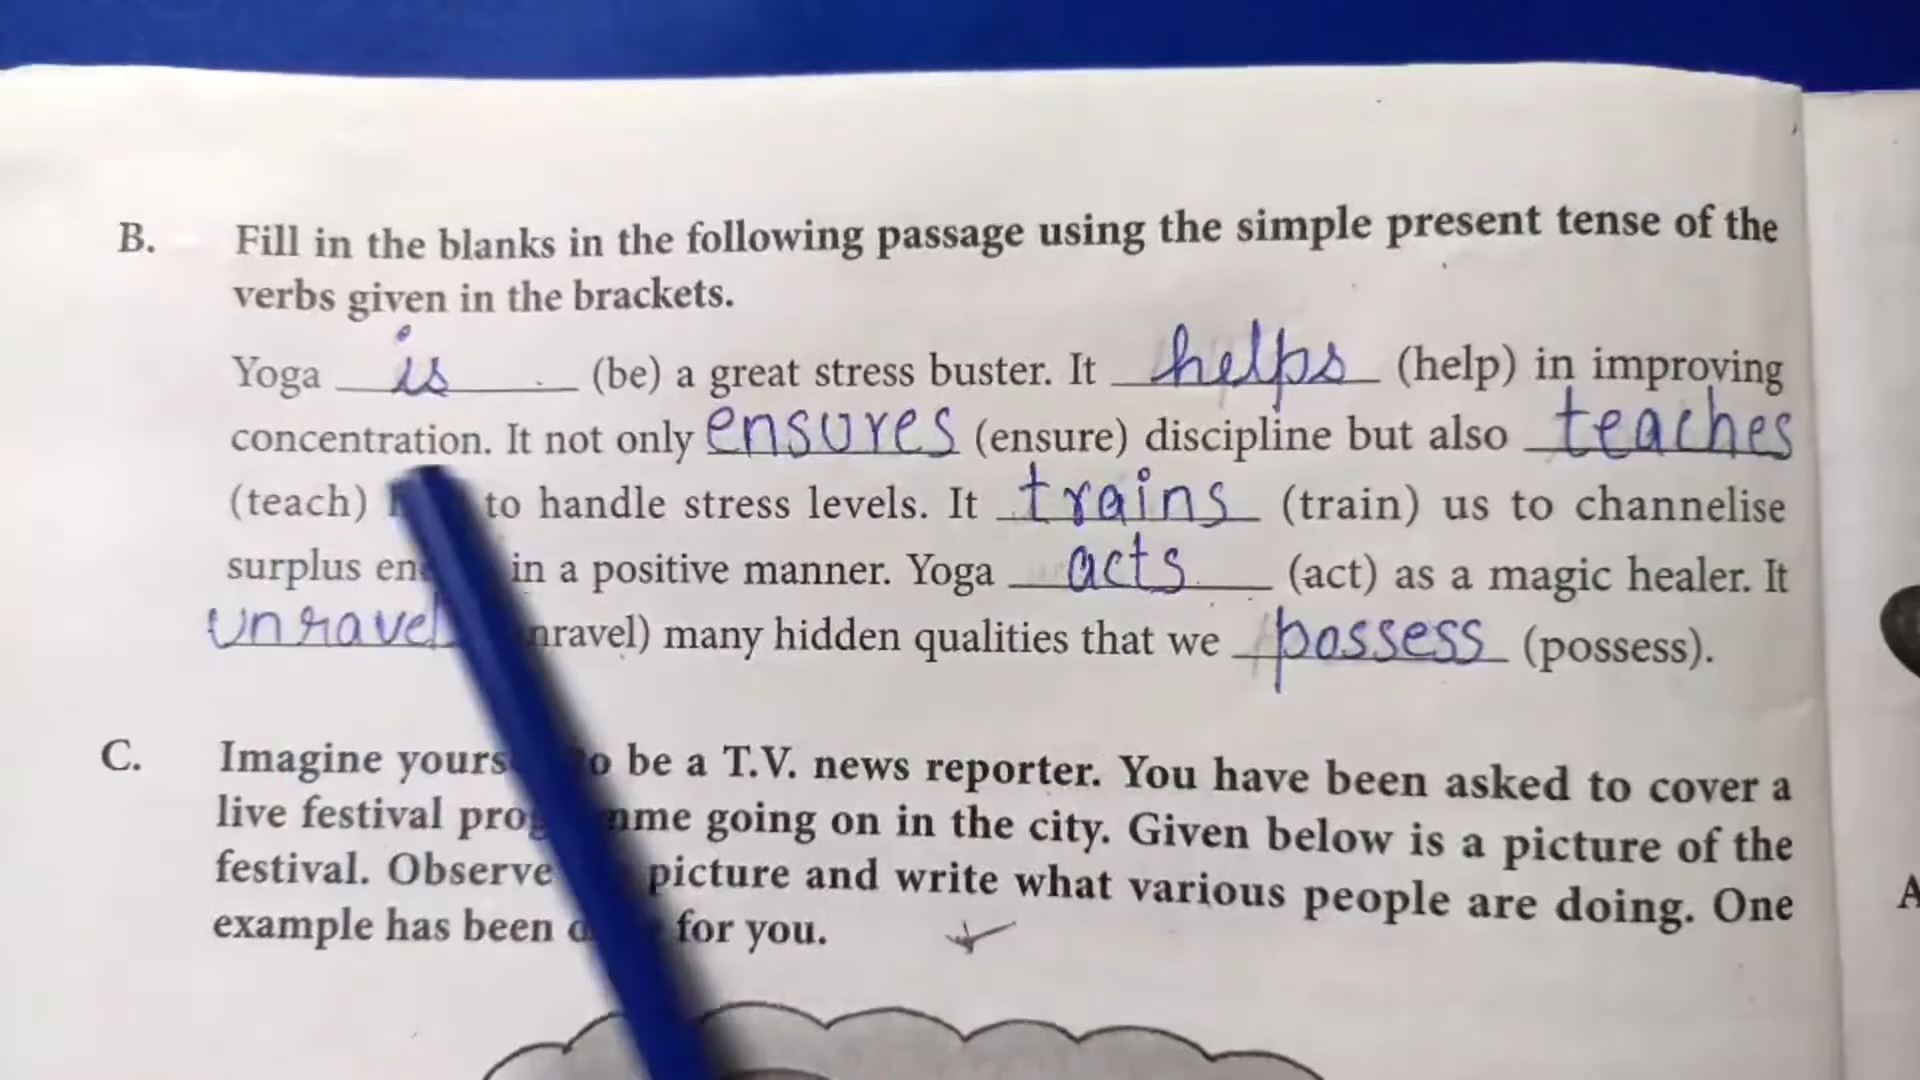 B. Fill in the blanks in the following passage using the simple present tense of the
verbs given in the brackets.
Yoga is (be) a great stress buster. It helps (help) in improving
concentration. It not only ensures (ensure) discipline but also teaches
(teach) to handle stress levels. It trains (train) us to channelise
surplus in a positive manner. Yoga acts (act) as a magic healer. It
unravel nravel) many hidden qualities that we possess (possess).
C. Imagine yours o be a T.V. news reporter. You have been asked to cover a
live festival pro mme going on in the city. Given below is a picture of the
festival. Observe picture and write what various people are doing. One
example has been for you.
A